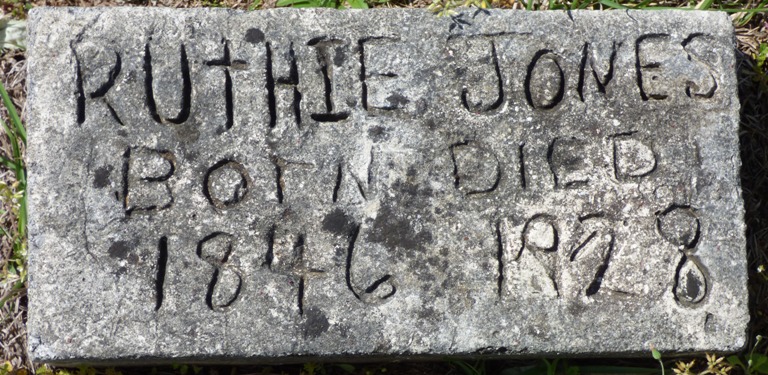 RUTHIE JONES
BOrN DIED
1846 1928